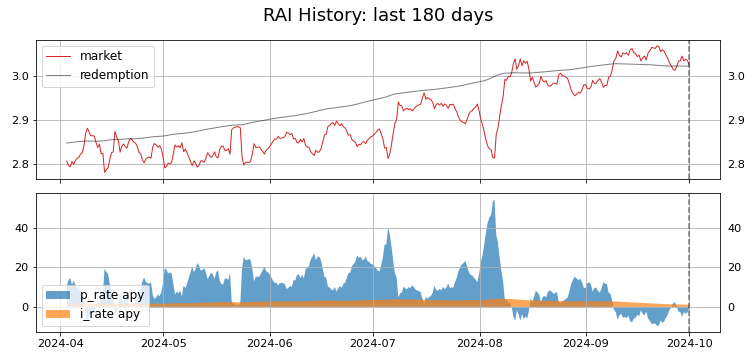 RAI History: last 180 days
market
redemption
3.0
2.9
2.8
3.0
2.9
2.8
40
20
0
40
20
0
p_rate apy
i_rate apy
2024-04 2024-05 2024-06 2024-07 2024-08 2024-09 2024-10